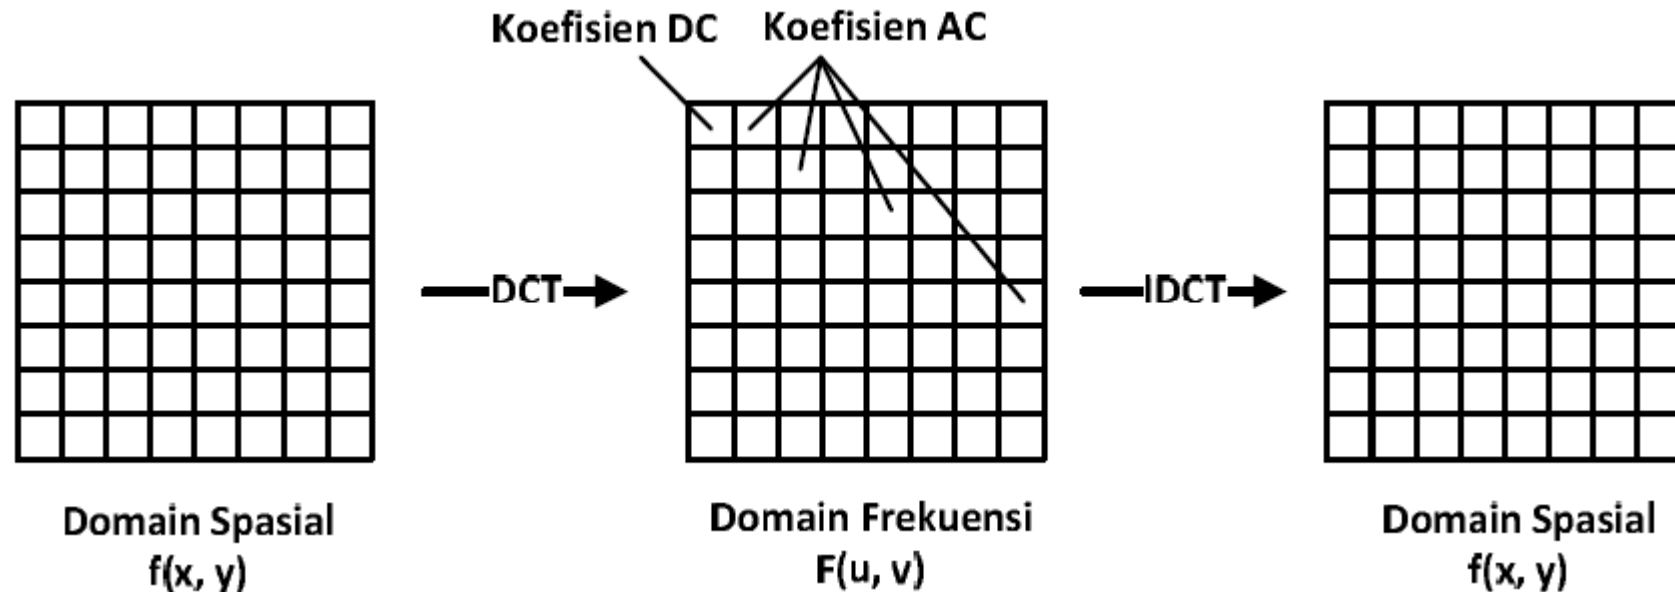 Koefisien DC
Koefisien AC
DCT
IDCT
Domain Spasial
f(x, y)
Domain Frekuensi
F(u, v)
Domain Spasial
f(x, y)